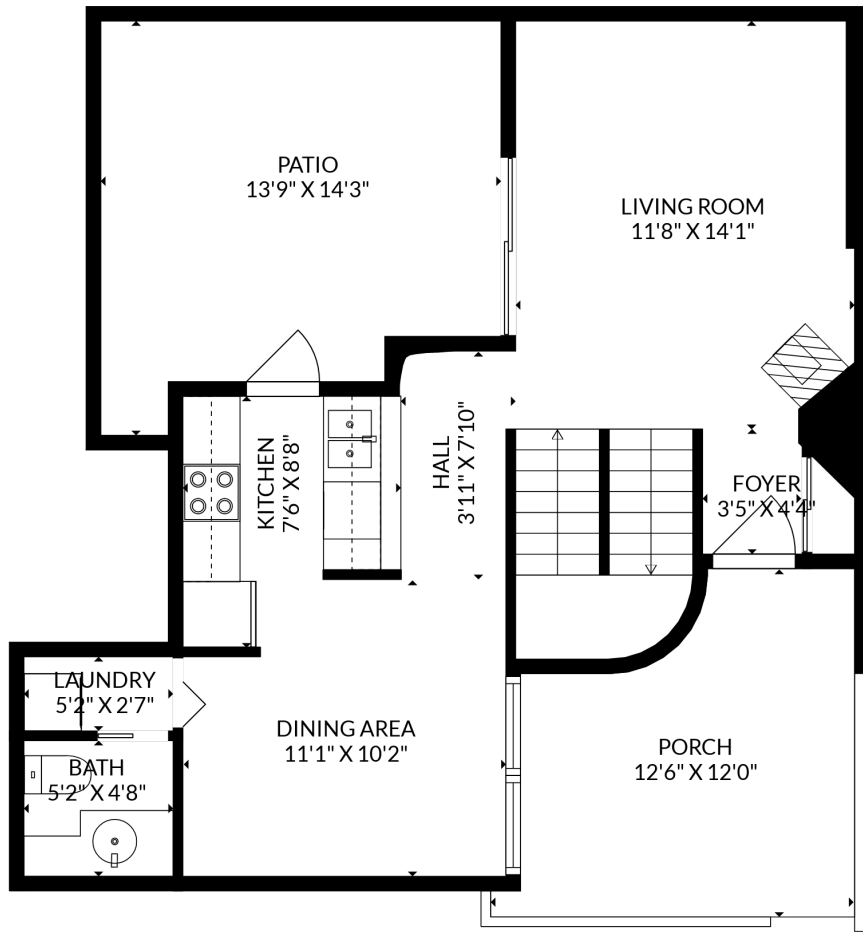 PATIO
13'9" X 14'3"
LIVING ROOM
11'8" X 14'1"
KITCHEN
7'6" X 8'8"
HALL
3'11" X 7'10"
FOYER
3'5" X 4'4"
LAUNDRY
5'2" X 2'7"
DINING AREA
11'1" X 10'2"
PORCH
12'6" X 12'0"
BATH
5'2" X 4'8"